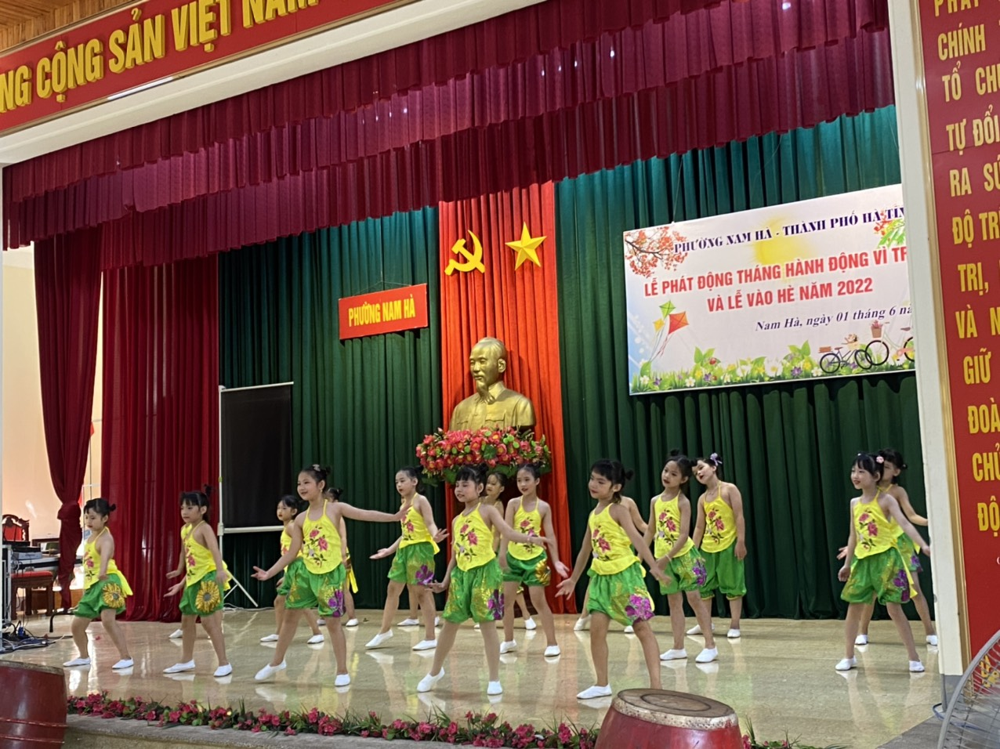 CỘNG SẢN VIỆT NAM
PHƯỜNG NAM HÀ
PHƯỜNG NAM HÀ - THÀNH PHỐ HÀ TĨN
LỄ PHÁT ĐỘNG THÁNG HÀNH ĐỘNG VÌ TR
VÀ LỄ VÀO HÈ NĂM 2022
Nam Hà, ngày 01 tháng 6 nă
PHÁT
CHÍNH
TỔ CH
TỰ ĐỔI
RA SỨ
ĐỘ TR
TRỊ,
VÀ N
GIỮ
ĐOÀ
CHỦ
ĐỘ